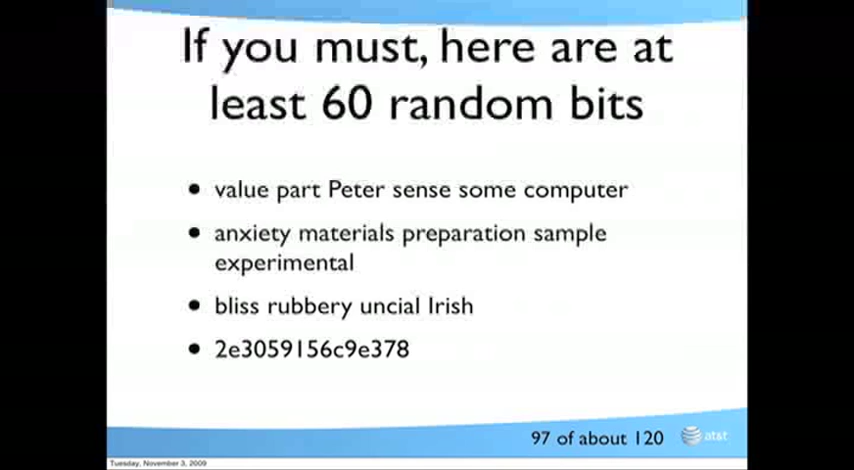 If you must, here are at
least 60 random bits
• value part Peter sense some computer
• anxiety materials preparation sample
experimental
• bliss rubbery uncial Irish
• 2e3059156c9e378
97 of about 120
at&t
Tuesday, November 3, 2009